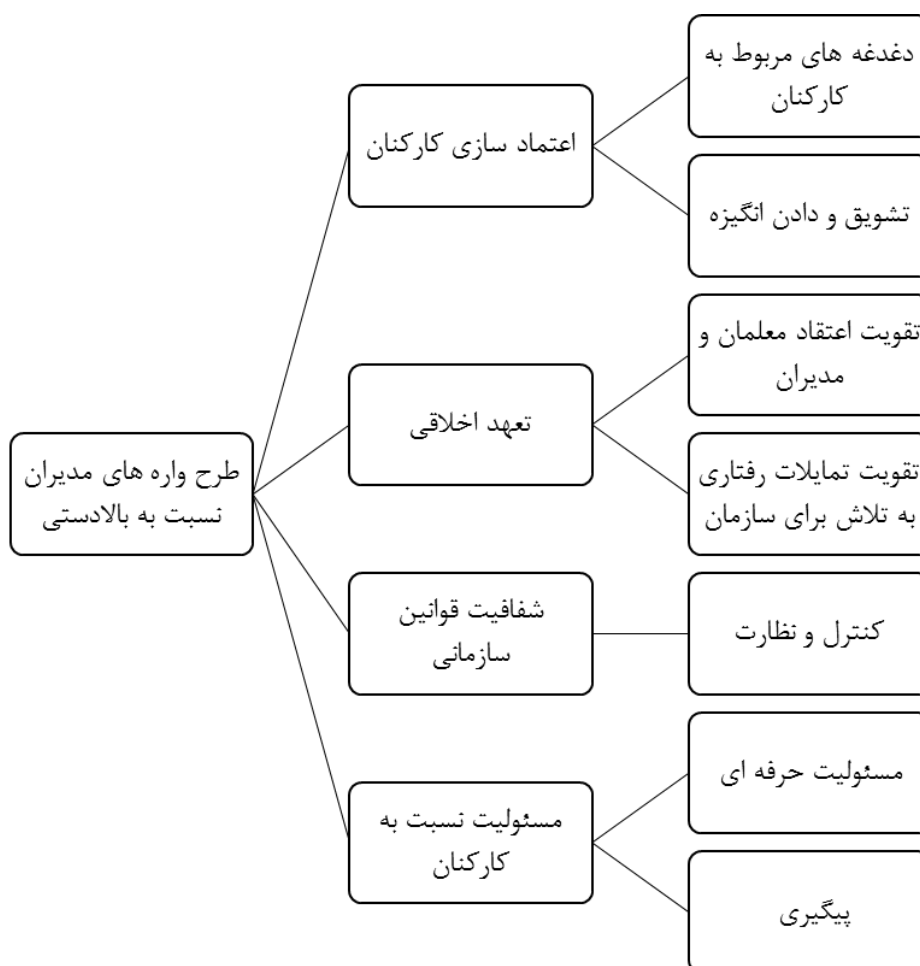 طرح واره های مدیران
نسبت به بالادستی
اعتماد سازی کارکنان
دغدغه های مربوط به
کارکنان
تشویق و دادن انگیزه
تعهد اخلاقی
تقویت اعتقاد معلمان و
مدیران
تقویت تمایلات رفتاری
به تلاش برای سازمان
شفافیت قوانین
سازمانی
کنترل و نظارت
مسئولیت نسبت به
کارکنان
مسئولیت حرفه ای
پیگیری